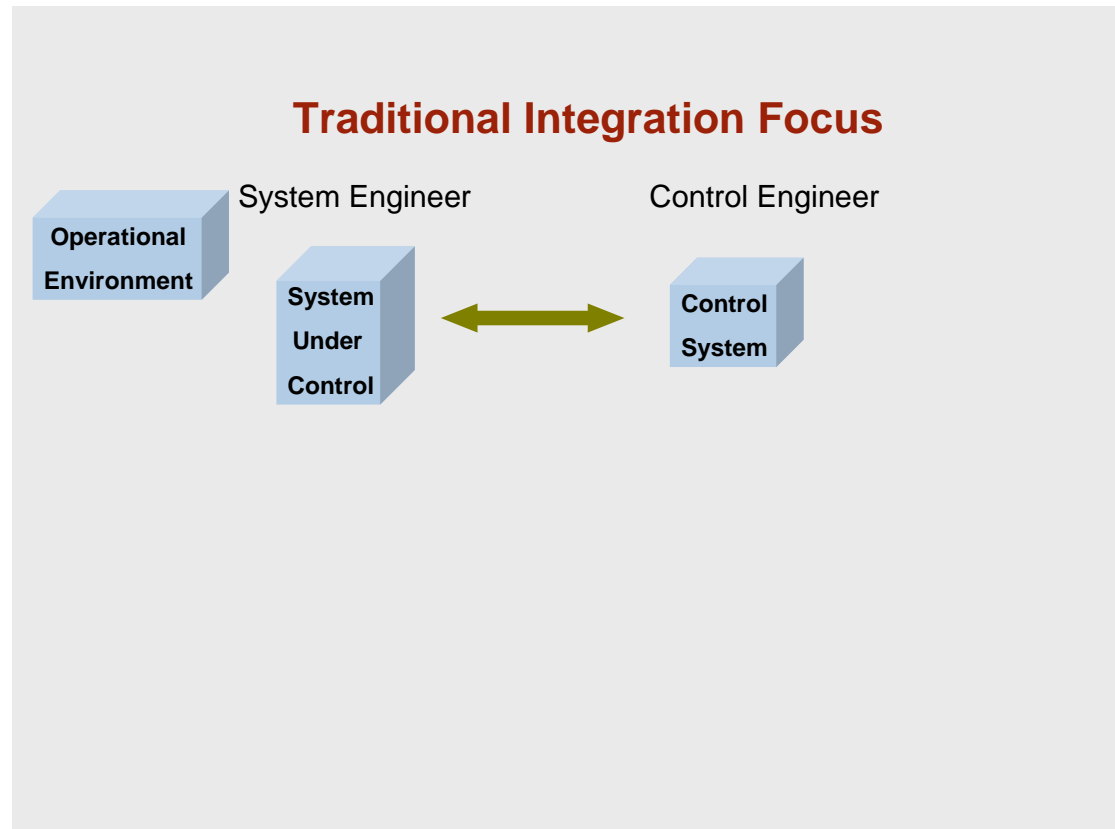 Traditional Integration Focus
System Engineer
Control Engineer
Operational
Environment
System
Under
Control
Control
System